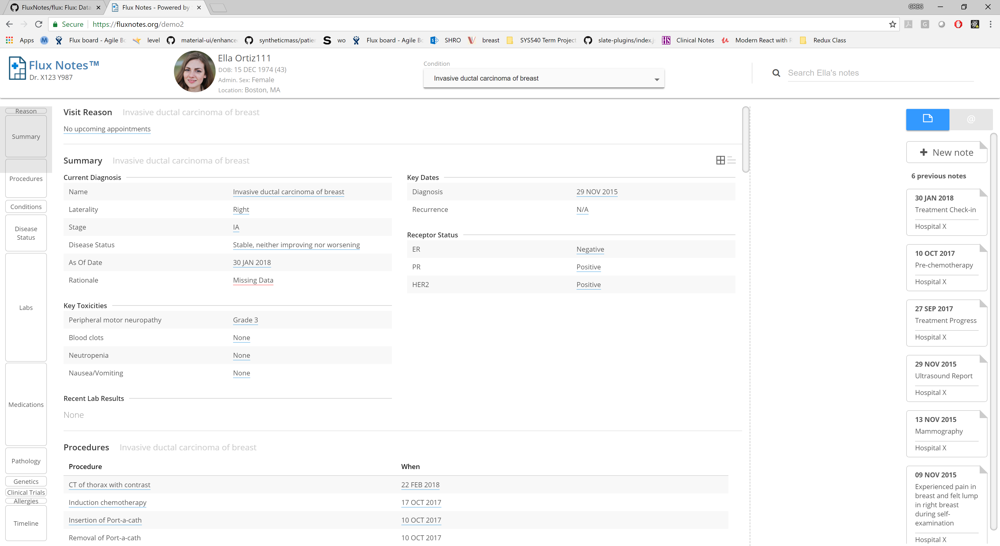 FluxNotes/flux: Flux: Data
Flux Notes - Powered by
GREG
Secure https://fluxnotes.org/demo2
Apps Flux board - Agile Bo level material-ui/enhanced syntheticmass/patien wo Flux board - Agile Bo SHRO breast SYS540 Term Project slate-plugins/index.js Clinical Notes Modern React with R Redux Class
Flux Notes™
Dr. X123 Y987
Ella Ortiz111
DOB: 15 DEC 1974 (43)
Admin. Sex: Female
Location: Boston, MA
Condition
Invasive ductal carcinoma of breast
Search Ella's notes
Reason
Summary
Procedures
Conditions
Disease
Status
Labs
Medications
Pathology
Genetics
Clinical Trials
Allergies
Timeline
Visit Reason Invasive ductal carcinoma of breast
No upcoming appointments
Summary Invasive ductal carcinoma of breast
Current Diagnosis
Name Invasive ductal carcinoma of breast
Laterality Right
Stage IA
Disease Status Stable, neither improving nor worsening
As Of Date 30 JAN 2018
Rationale Missing Data
Key Toxicities
Peripheral motor neuropathy Grade 3
Blood clots None
Neutropenia None
Nausea/Vomiting None
Recent Lab Results
None
Key Dates
Diagnosis 29 NOV 2015
Recurrence N/A
Receptor Status
ER Negative
PR Positive
HER2 Positive
Procedures Invasive ductal carcinoma of breast
Procedure When
CT of thorax with contrast 22 FEB 2018
Induction chemotherapy 17 OCT 2017
Insertion of Port-a-cath 10 OCT 2017
Removal of Port-a-cath 10 OCT 2017
@
New note
6 previous notes
30 JAN 2018
Treatment Check-in
Hospital X
10 OCT 2017
Pre-chemotherapy
Hospital X
27 SEP 2017
Treatment Progress
Hospital X
29 NOV 2015
Ultrasound Report
Hospital X
13 NOV 2015
Mammography
Hospital X
09 NOV 2015
Experienced pain in
breast and felt lump
in right breast
during self-
examination
Hospital X